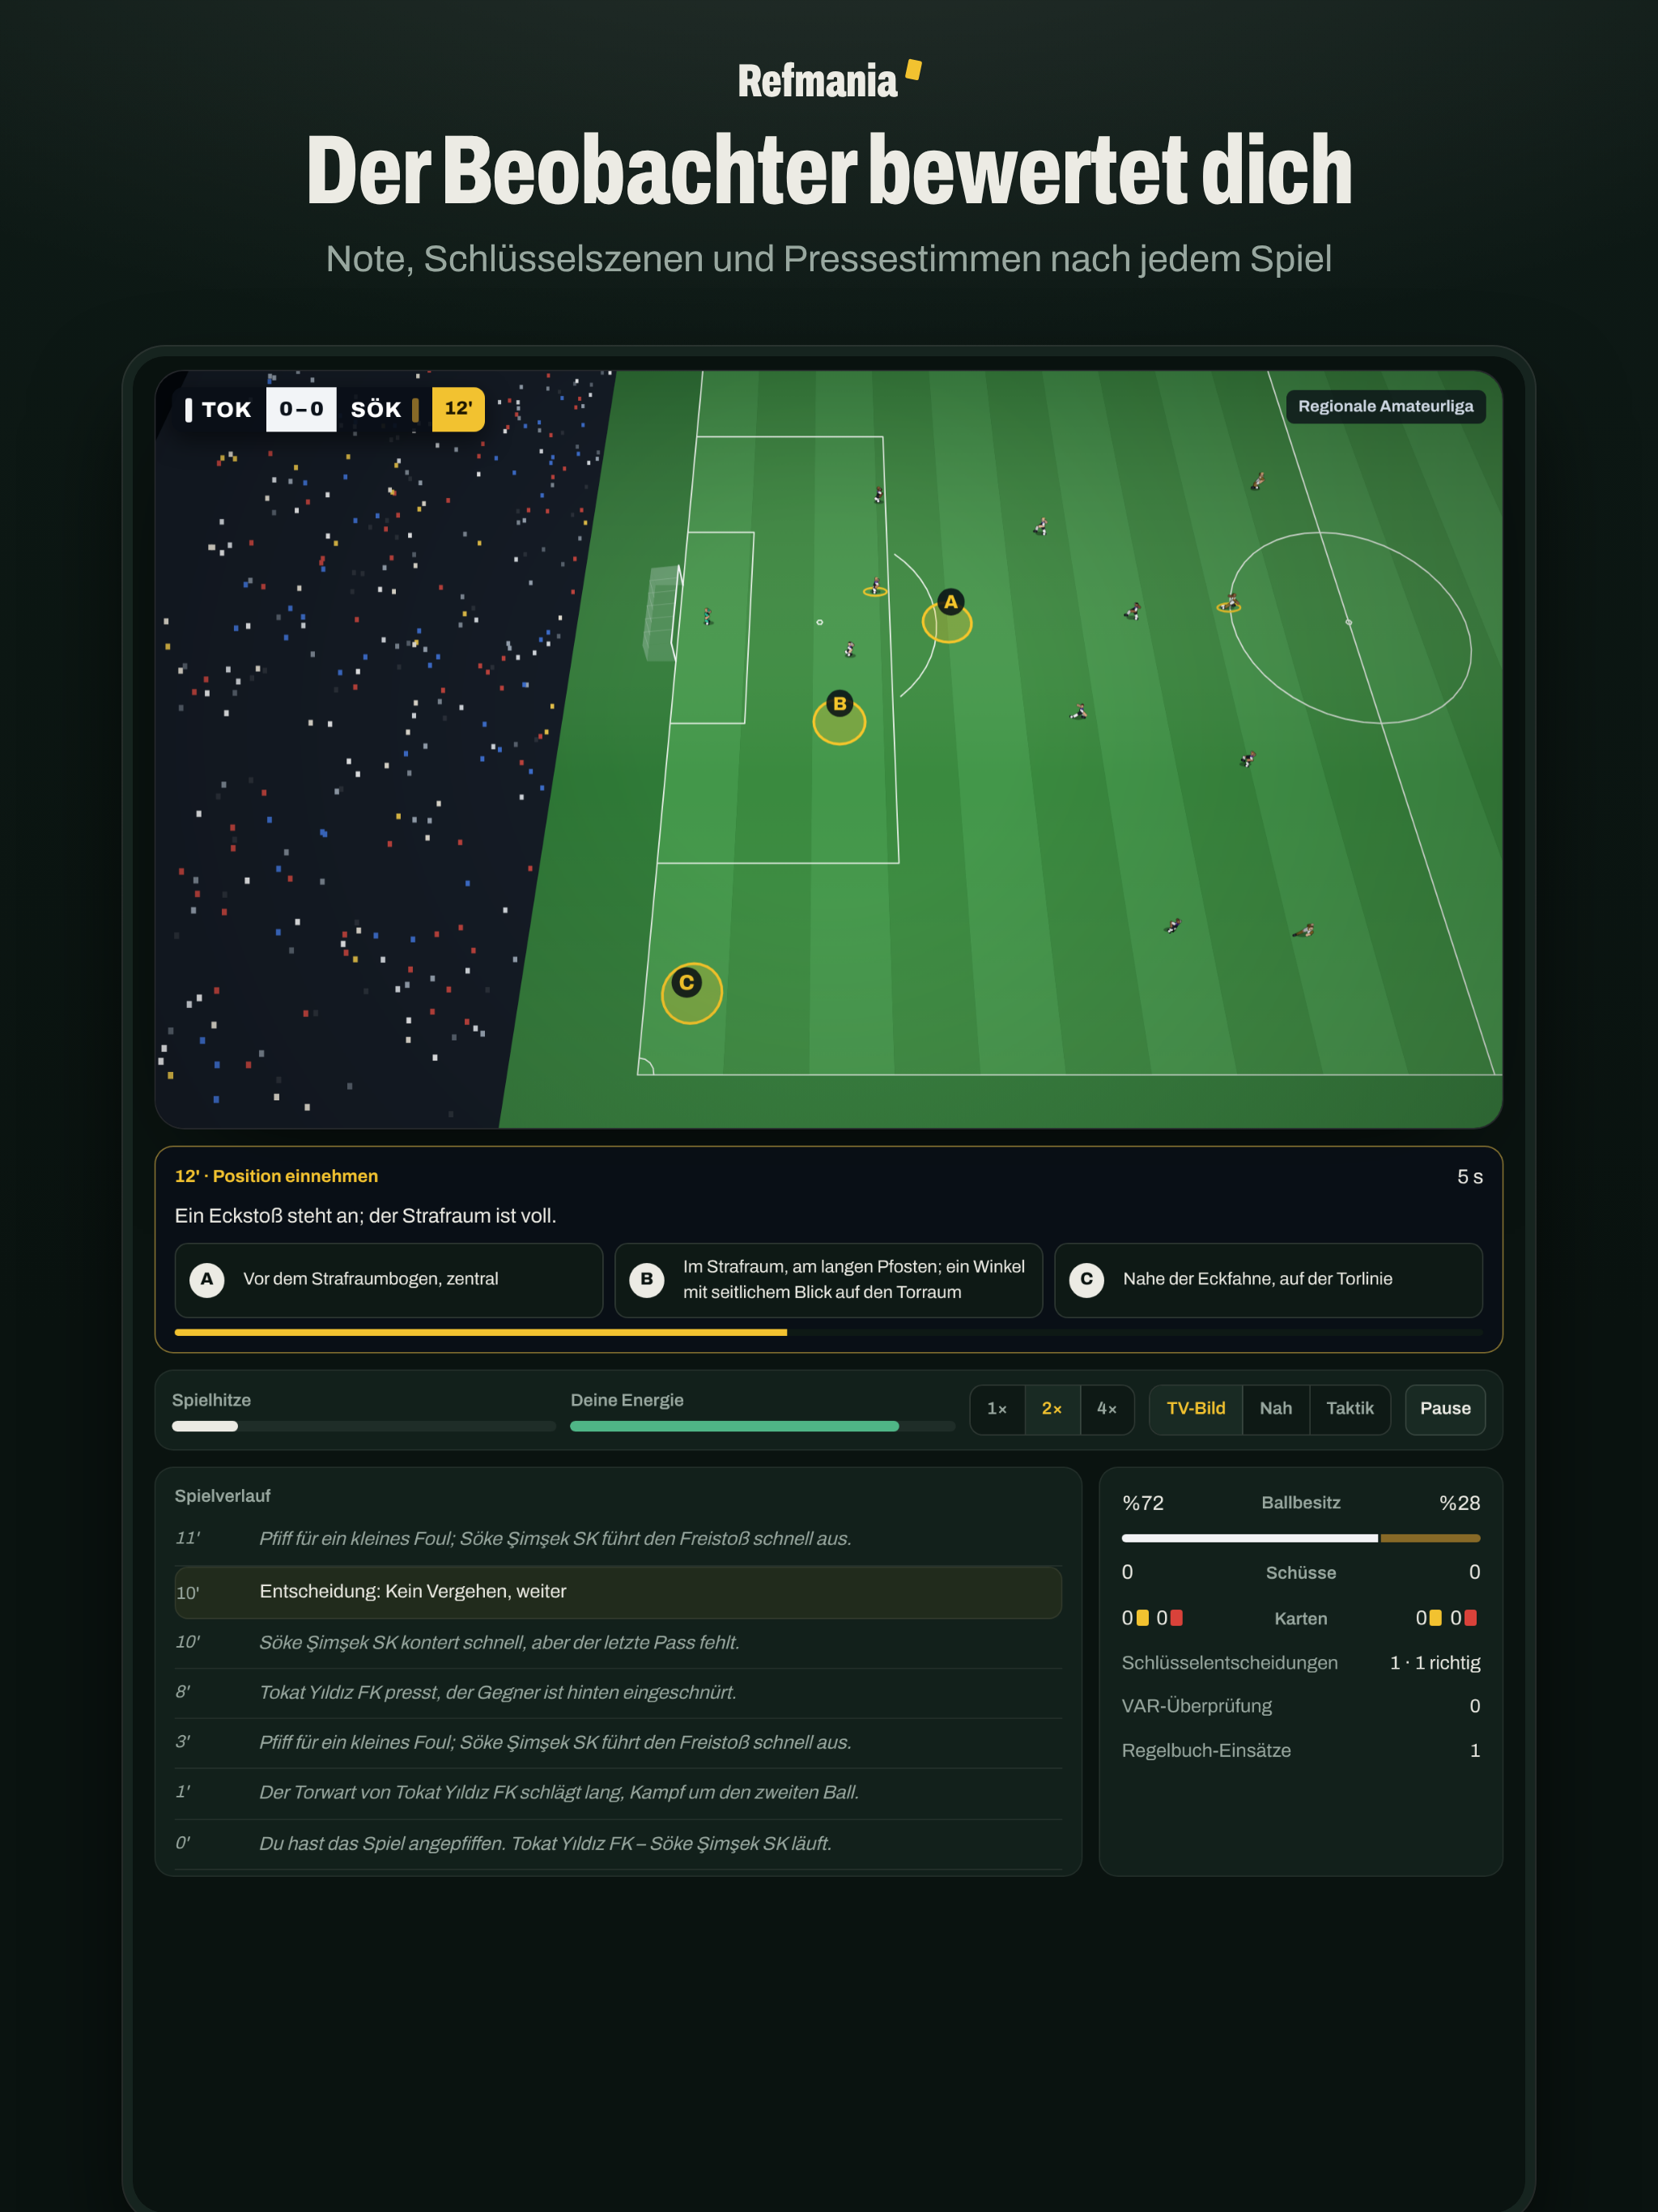 Refmania
Der Beobachter bewertet dich
Note, Schlüsselszenen und Pressestimmen nach jedem Spiel
TOK 0–0 SÖK 12'
Regionale Amateurliga
A
B
C
12' · Position einnehmen
5 s
Ein Eckstoß steht an; der Strafraum ist voll.
A Vor dem Strafraumbogen, zentral
B Im Strafraum, am langen Pfosten; ein Winkel
mit seitlichem Blick auf den Torraum
C Nahe der Eckfahne, auf der Torlinie
Spielhitze
Deine Energie
1× 2× 4×
TV-Bild Nah Taktik
Pause
Spielverlauf
11' Pfiff für ein kleines Foul; Söke Şimşek SK führt den Freistoß schnell aus.
10' Entscheidung: Kein Vergehen, weiter
10' Söke Şimşek SK kontert schnell, aber der letzte Pass fehlt.
8' Tokat Yıldız FK presst, der Gegner ist hinten eingeschnürt.
3' Pfiff für ein kleines Foul; Söke Şimşek SK führt den Freistoß schnell aus.
1' Der Torwart von Tokat Yıldız FK schlägt lang, Kampf um den zweiten Ball.
0' Du hast das Spiel angepfiffen. Tokat Yıldız FK – Söke Şimşek SK läuft.
%72 Ballbesitz %28
0 Schüsse 0
0 0 Karten 0 0
Schlüsselentscheidungen 1 · 1 richtig
VAR-Überprüfung 0
Regelbuch-Einsätze 1